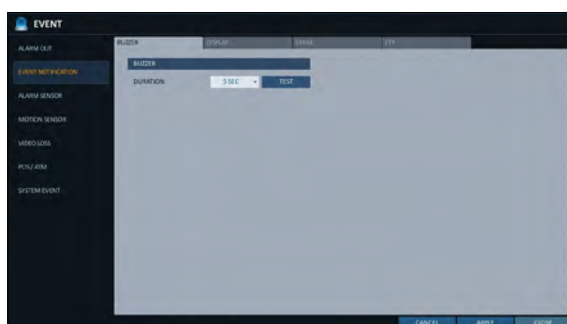 EVENT
ALARM OUT
EVENT NOTIFICATION
ALARM SENSOR
MOTION SENSOR
VIDEO LOSS
POS/ ATM
SYSTEM EVENT
BUZZER
DISPLAY
EMAIL
FTP
BUZZER
DURATION
5 SEC
TEST
CANCEL
APPLY
CLOSE